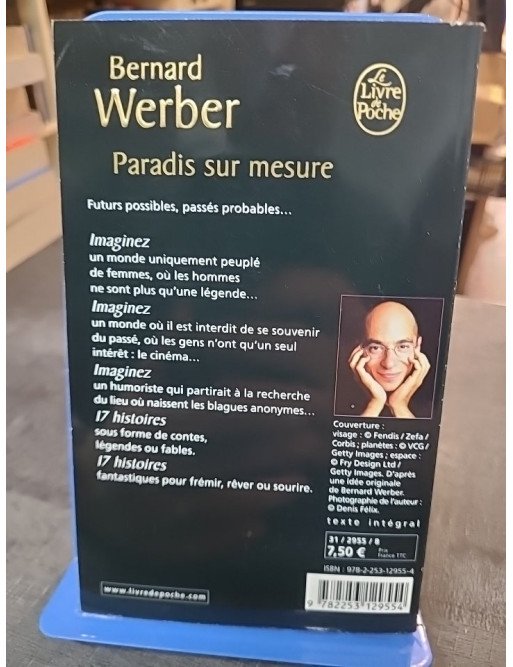 Bernard
Werber
Le
Livre
de
Poche
Paradis sur mesure
Futurs possibles, passés probables...
Imaginez
un monde uniquement peuplé
de femmes, où les hommes
ne sont plus qu'une légende...
Imaginez
un monde où il est interdit de se souvenir
du passé, où les gens n'ont qu'un seul
intérêt : le cinéma...
Imaginez
un humoriste qui partirait à la recherche
du lieu où naissent les blagues anonymes...
17 histoires
sous forme de contes,
légendes ou fables.
17 histoires
fantastiques pour frémir, rêver ou sourire.
Couverture :
visage : © Fendis / Zefa /
Corbis ; planètes : © VCG /
Getty Images ; espace :
© Fry Design Ltd /
Getty Images. D'après
une idée originale
de Bernard Werber.
Photographie de l'auteur :
© Denis Félix.
texte intégral
31 / 2955 / 8
7,50 € Prix
France TTC
ISBN : 978-2-253-12955-4
9 782253 129554
www.livredepoche.com